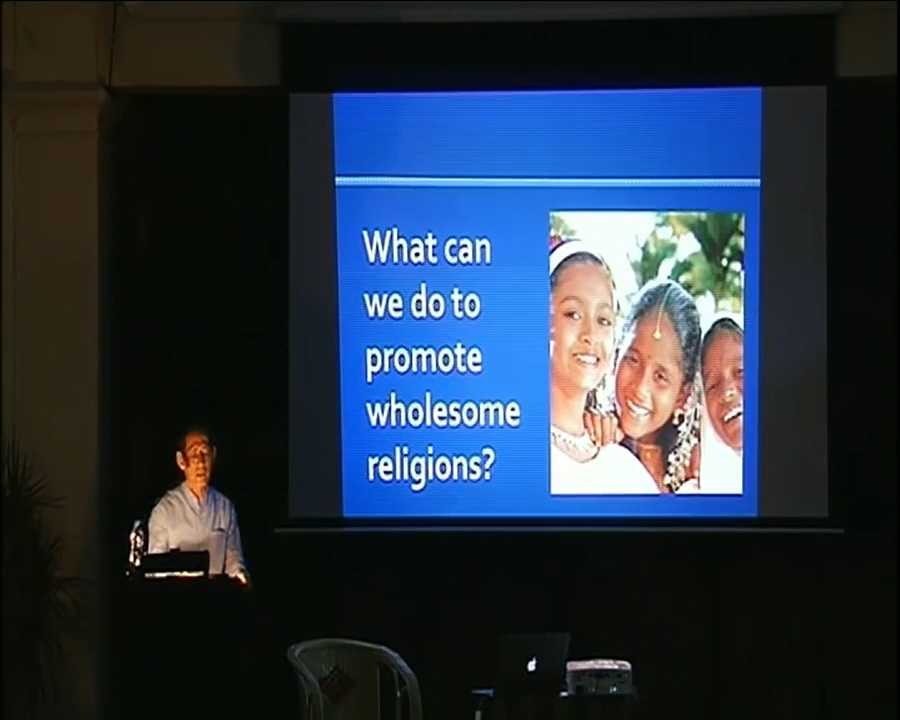 What can
we do to
promote
wholesome
religions?